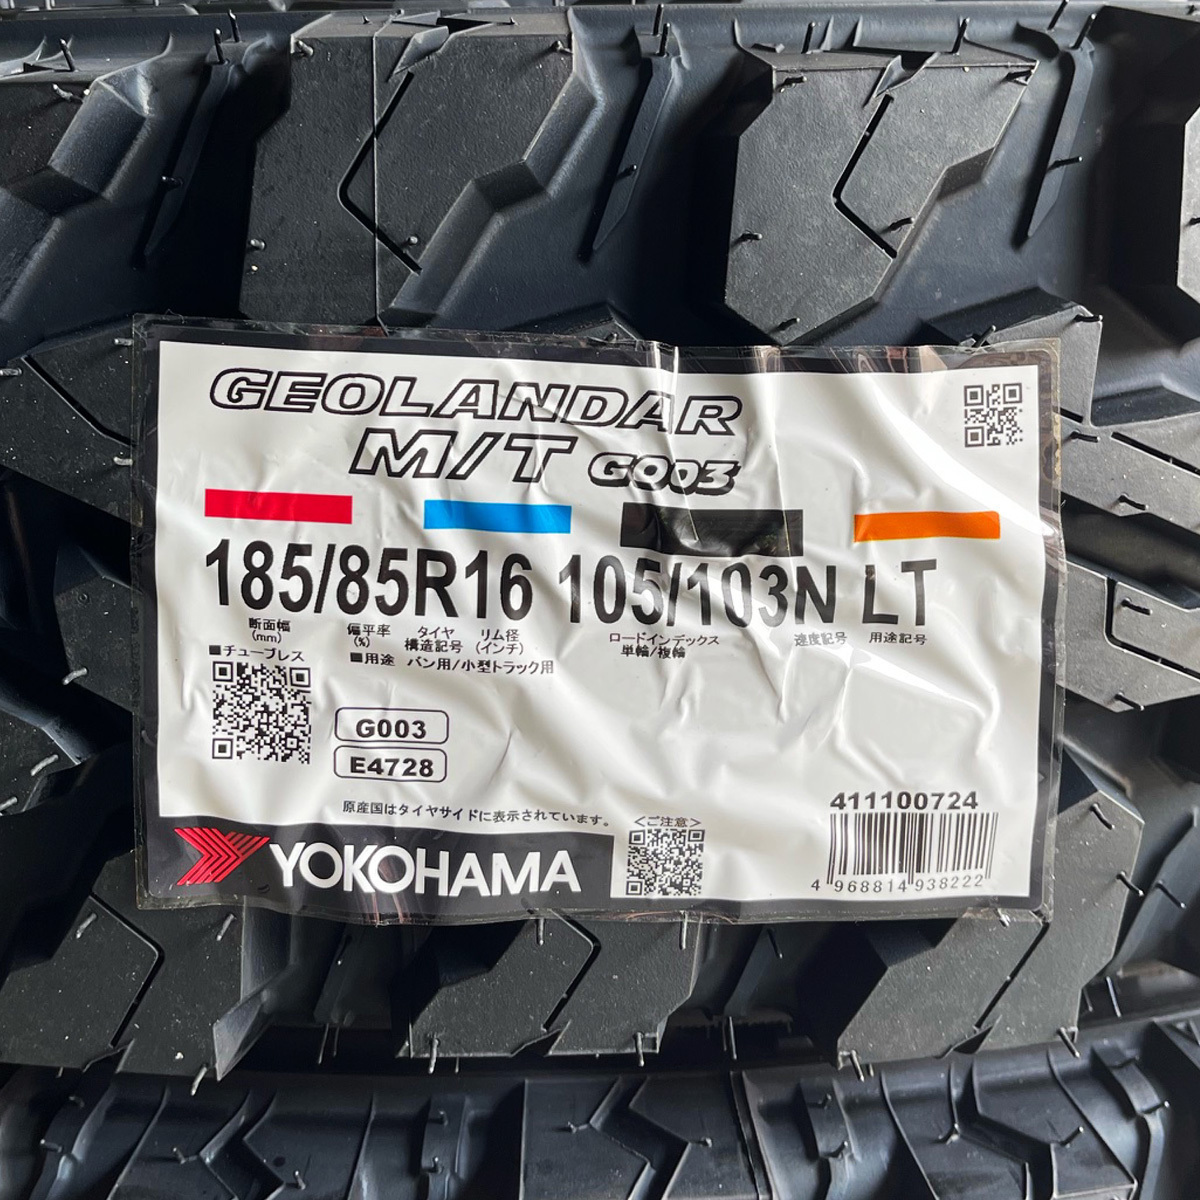 GEOLANDAR
M/T G003
185/85R16 105/103N LT
断面幅 (mm) 偏平率 (%) タイヤ構造記号 リム径 (インチ) ロードインデックス 単輪/複輪 速度記号 用途記号
■チューブレス ■用途 バン用/小型トラック用
G003
E4728
原産国はタイヤサイドに表示されています。
<ご注意>
411100724
4 968814 938222
YOKOHAMA